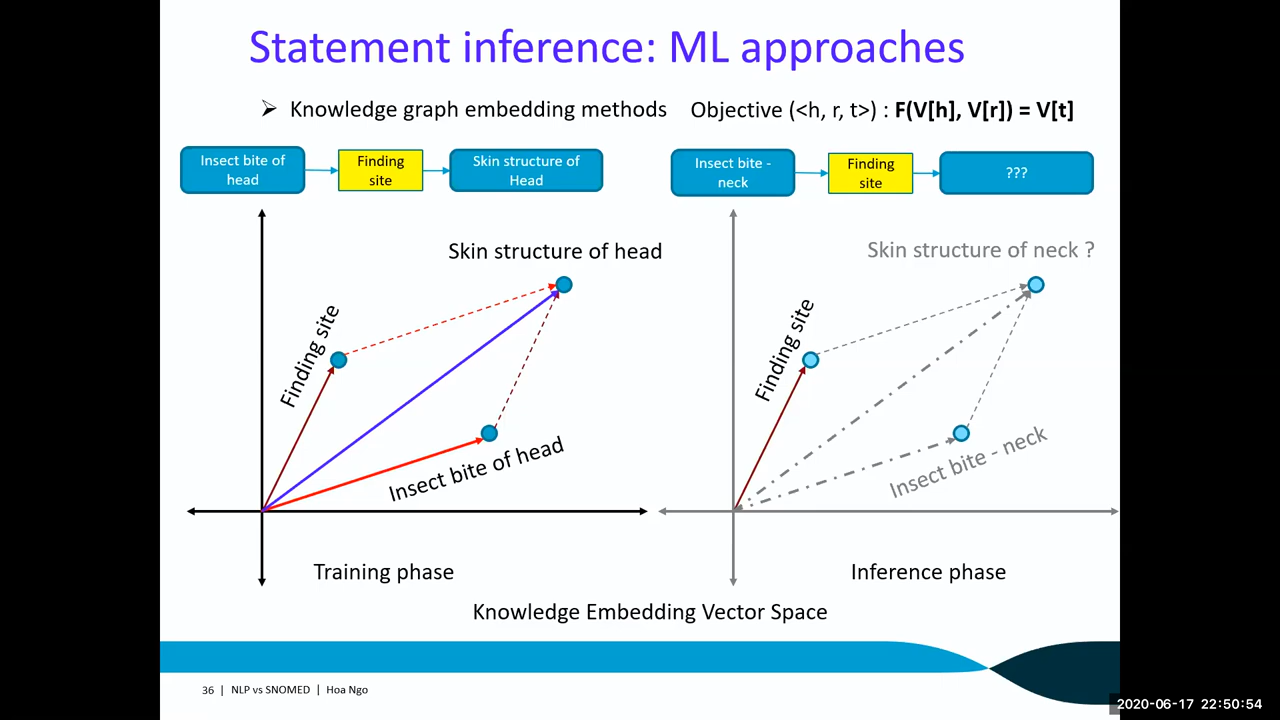 Statement inference: ML approaches
➢ Knowledge graph embedding methods Objective (<h, r, t>) : F(V[h], V[r]) = V[t]
Insect bite of
head
Finding
site
Skin structure of
Head
Insect bite -
neck
Finding
site
???
Skin structure of head
Finding site
Insect bite of head
Training phase
Skin structure of neck ?
Finding site
Insect bite - neck
Inference phase
Knowledge Embedding Vector Space
36 | NLP vs SNOMED | Hoa Ngo
2020-06-17 22:50:54